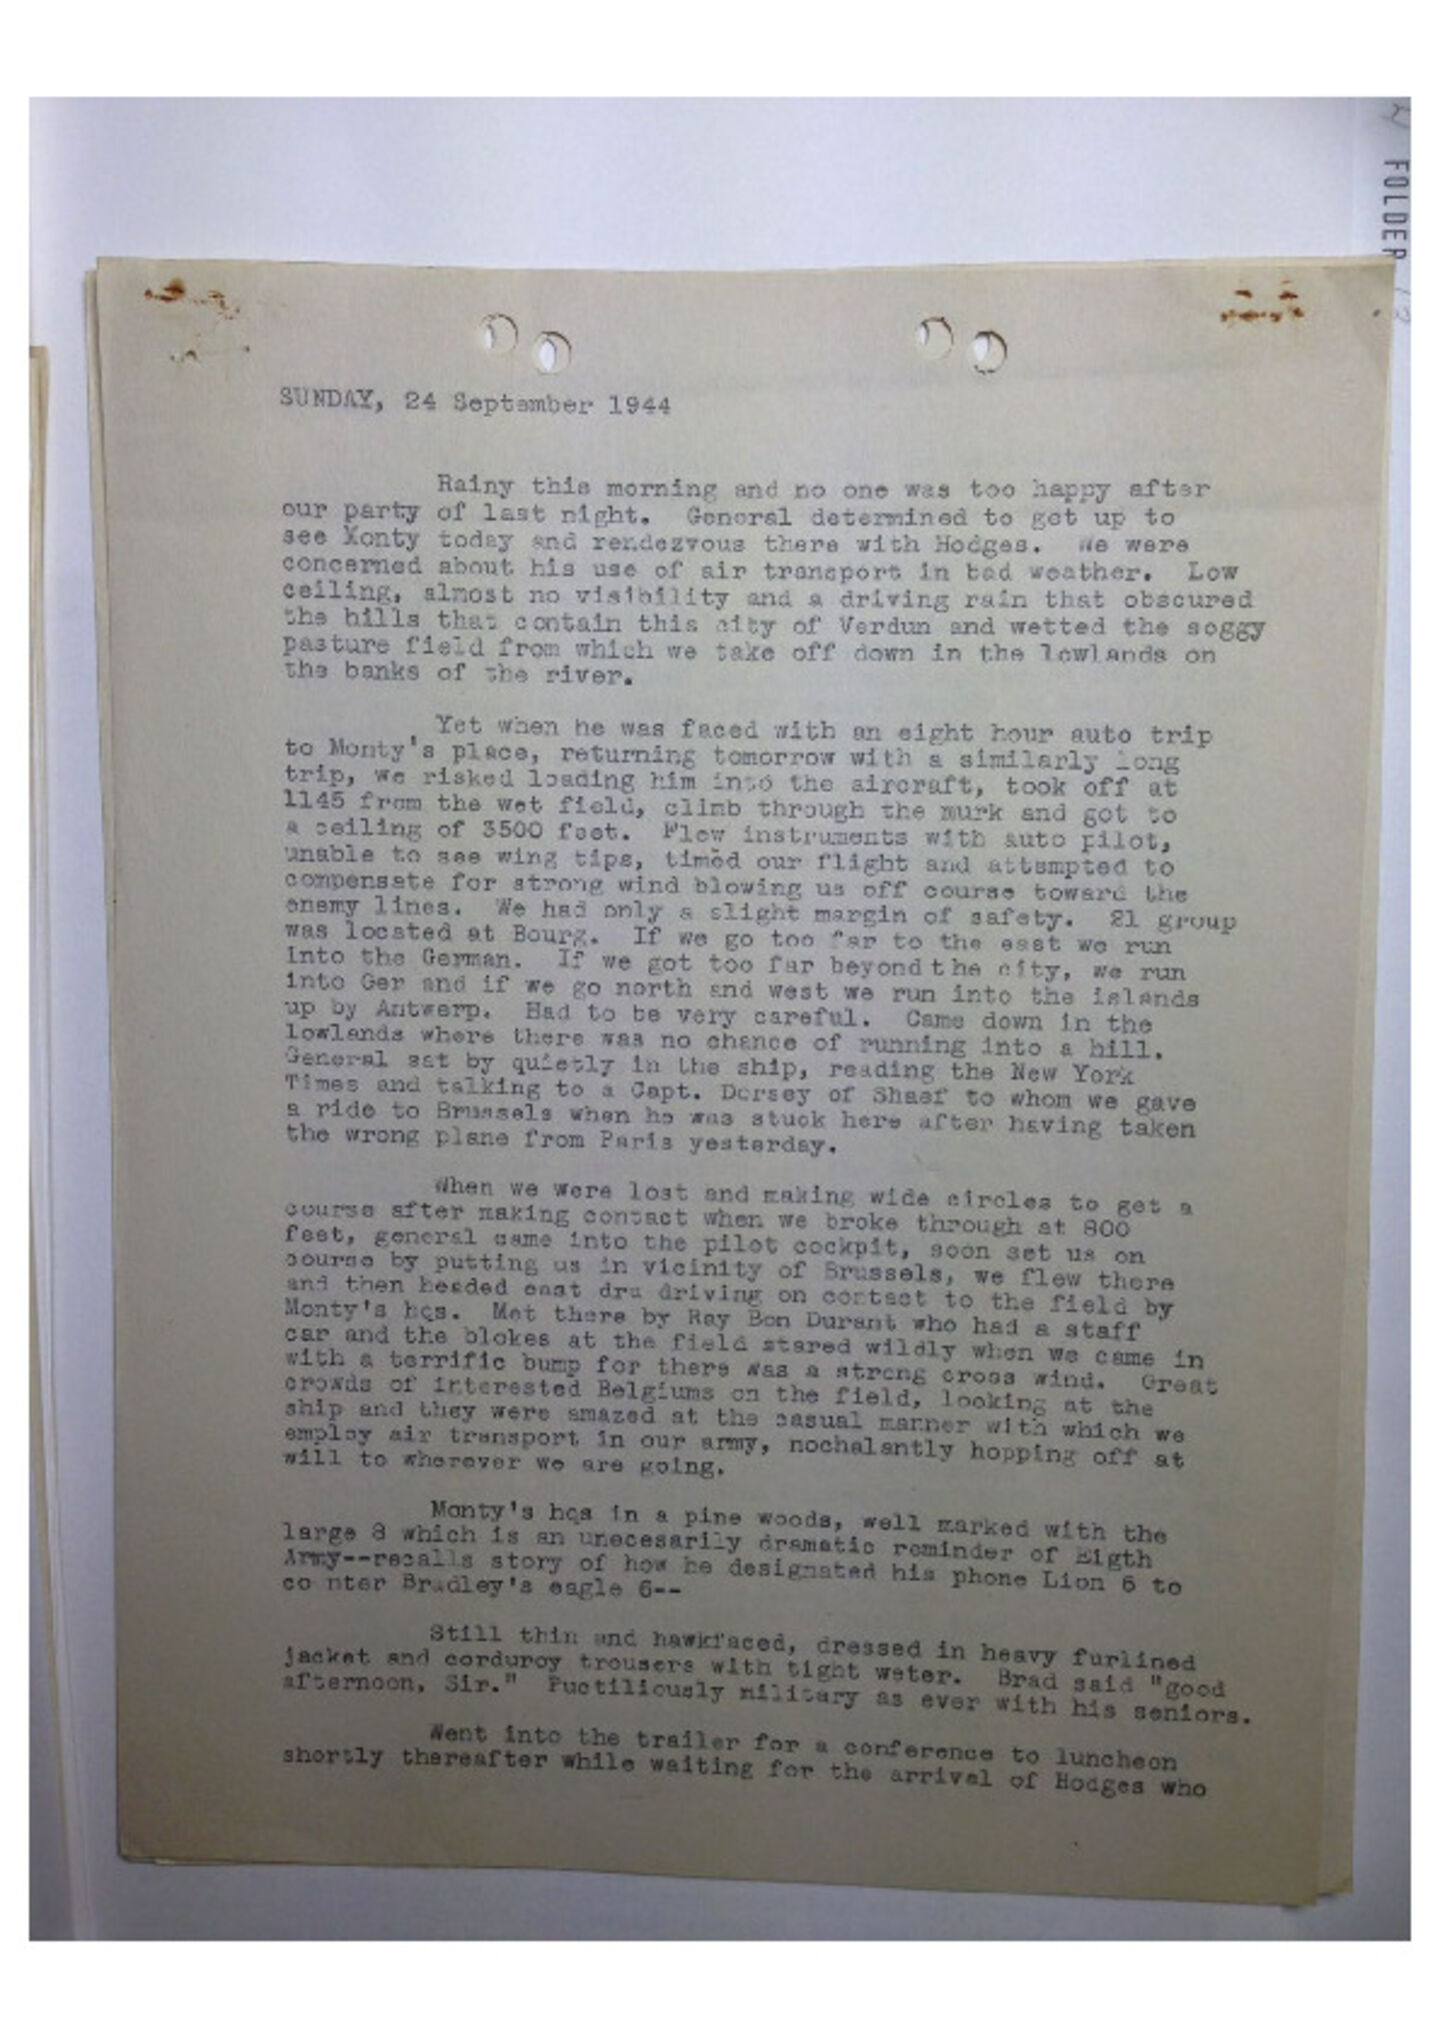 FOLDER
SUNDAY, 24 September 1944
Rainy this morning and no one was too happy after
our party of last night. General determined to get up to
see Monty today and rendezvous there with Hodges. We were
concerned about his use of air transport in bad weather. Low
ceiling, almost no visibility and a driving rain that obscured
the hills that contain this city of Verdun and wetted the soggy
pasture field from which we take off down in the lowlands on
the banks of the river.
Yet when he was faced with an eight hour auto trip
to Monty's place, returning tomorrow with a similarly long
trip, we risked loading him into the aircraft, took off at
1145 from the wet field, climb through the murk and got to
a ceiling of 3500 feet. Flew instruments with auto pilot,
unable to see wing tips, timed our flight and attempted to
compensate for strong wind blowing us off course toward the
enemy lines. We had only a slight margin of safety. 21 group
was located at Bourg. If we go too far to the east we run
into the German. If we got too far beyond the city, we run
into Ger and if we go north and west we run into the islands
up by Antwerp. Had to be very careful. Came down in the
lowlands where there was no chance of running into a hill.
General sat by quietly in the ship, reading the New York
Times and talking to a Capt. Dorsey of Shaef to whom we gave
a ride to Brussels when he was stuck here after having taken
the wrong plane from Paris yesterday.
When we were lost and making wide circles to get a
course after making contact when we broke through at 800
feet, general came into the pilot cockpit, soon set us on
course by putting us in vicinity of Brussels, we flew there
and then headed east dra driving on contact to the field by
Monty's hqs. Met there by Ray Bon Durant who had a staff
car and the blokes at the field stared wildly when we came in
with a terrific bump for there was a strong cross wind. Great
crowds of interested Belgiums on the field, looking at the
ship and they were amazed at the casual manner with which we
employ air transport in our army, nochalantly hopping off at
will to wherever we are going.
Monty's hqs in a pine woods, well marked with the
large 8 which is an unecesarily dramatic reminder of Eigth
Army--recalls story of how he designated his phone Lion 6 to
co nter Bradley's eagle 6--
Still thin and hawkfaced, dressed in heavy furlined
jacket and corduroy trousers with tight weter. Brad said "good
afternoon, Sir." Puctiliously military as ever with his seniors.
Went into the trailer for a conference to luncheon
shortly thereafter while waiting for the arrival of Hodges who